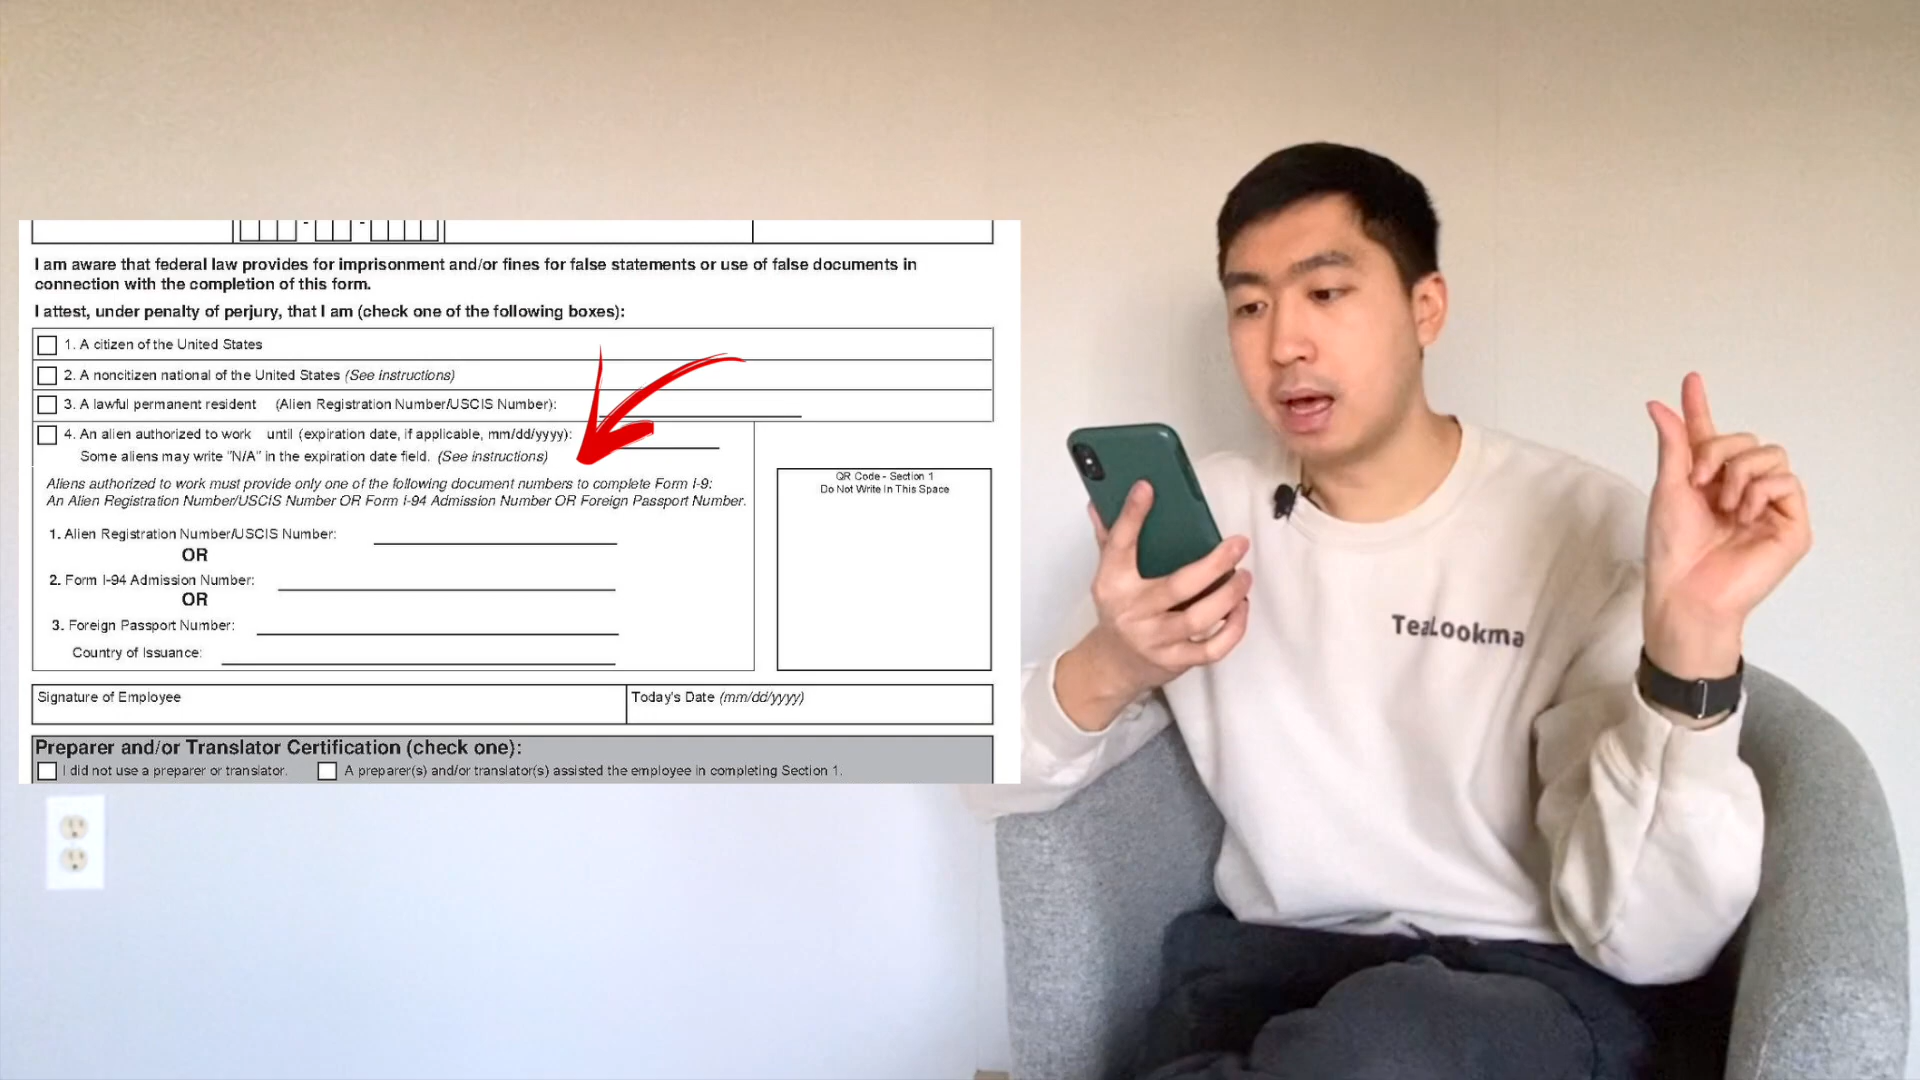 I am aware that federal law provides for imprisonment and/or fines for false statements or use of false documents in
connection with the completion of this form.
I attest, under penalty of perjury, that I am (check one of the following boxes):
1. A citizen of the United States
2. A noncitizen national of the United States (See instructions)
3. A lawful permanent resident (Alien Registration Number/USCIS Number):
4. An alien authorized to work until (expiration date, if applicable, mm/dd/yyyy):
Some aliens may write "N/A" in the expiration date field. (See instructions)
Aliens authorized to work must provide only one of the following document numbers to complete Form I-9:
An Alien Registration Number/USCIS Number OR Form I-94 Admission Number OR Foreign Passport Number.
1. Alien Registration Number/USCIS Number:
OR
2. Form I-94 Admission Number:
OR
3. Foreign Passport Number:
Country of Issuance:
QR Code - Section 1
Do Not Write In This Space
Signature of Employee
Today's Date (mm/dd/yyyy)
Preparer and/or Translator Certification (check one):
I did not use a preparer or translator.
A preparer(s) and/or translator(s) assisted the employee in completing Section 1.
TeaLookma